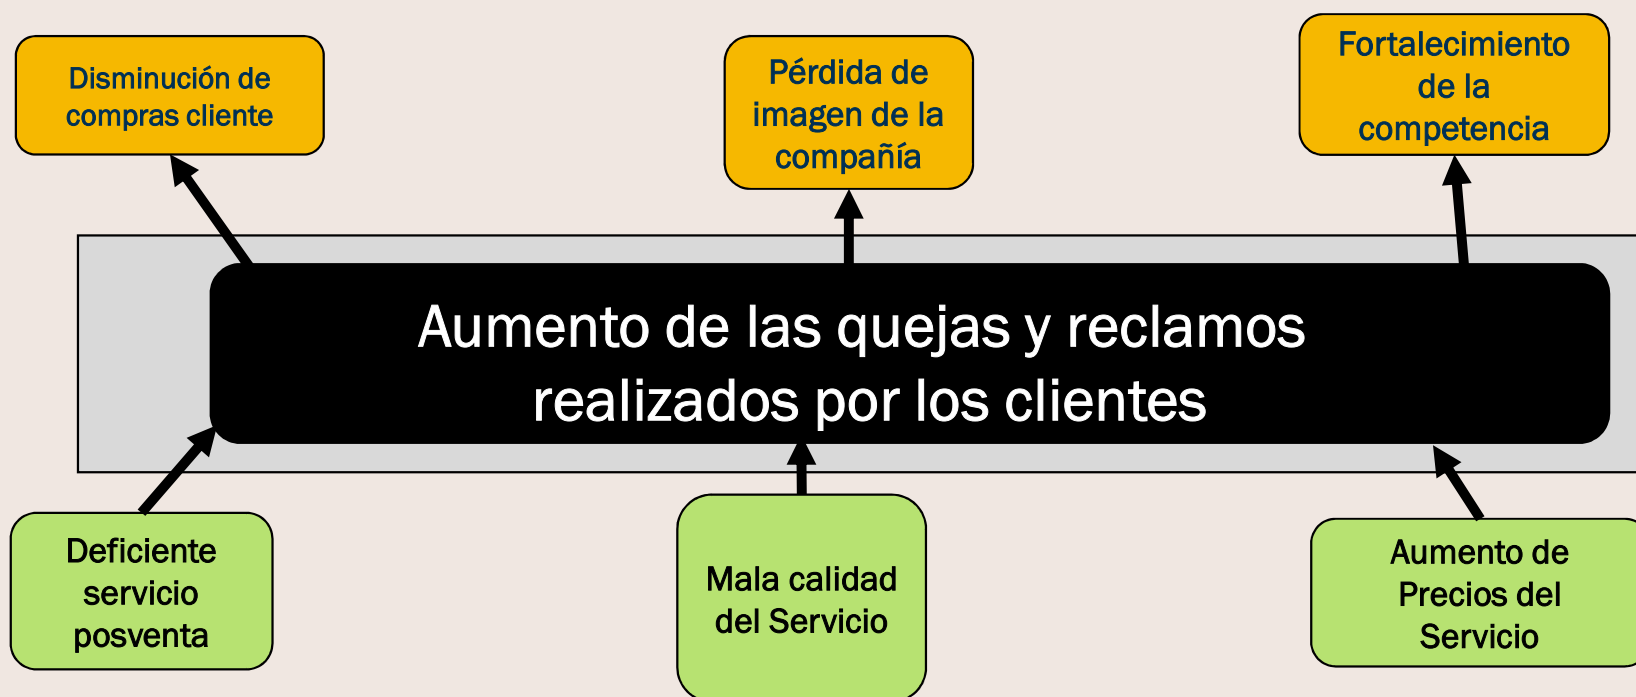 Disminución de
compras cliente
Pérdida de
imagen de la
compañía
Fortalecimiento
de la
competencia
Aumento de las quejas y reclamos
realizados por los clientes
Deficiente
servicio
posventa
Mala calidad
del Servicio
Aumento de
Precios del
Servicio